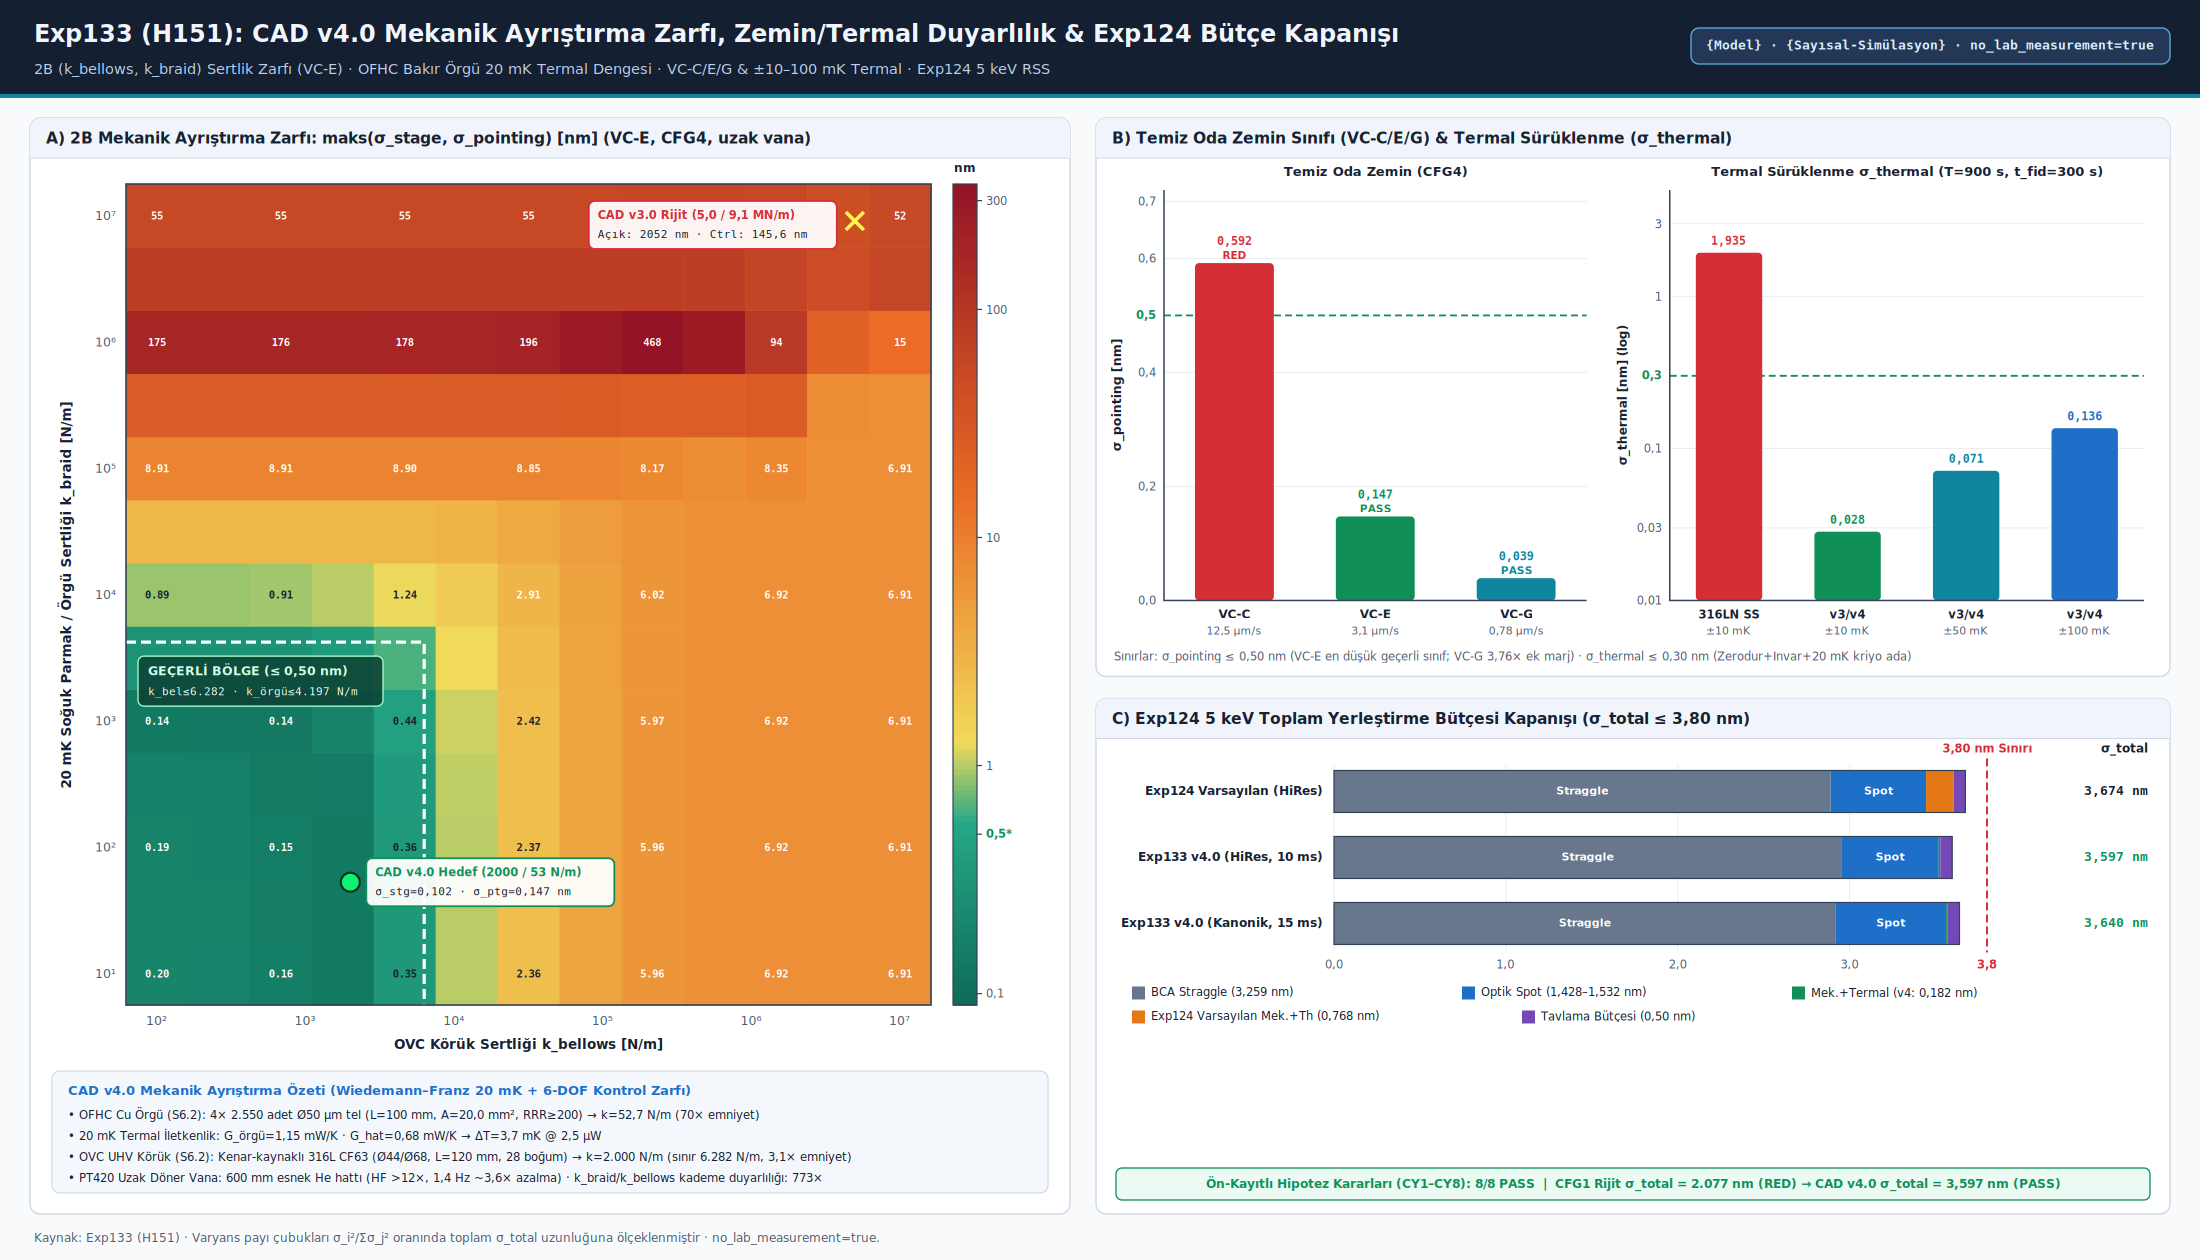 Exp133 (H151): CAD v4.0 Mekanik Ayrıştırma Zarfı, Zemin/Termal Duyarlılık & Exp124 Bütçe Kapanışı
2B (k_bellows, k_braid) Sertlik Zarfı (VC-E) · OFHC Bakır Örgü 20 mK Termal Dengesi · VC-C/E/G & ±10–100 mK Termal · Exp124 5 keV RSS
{Model} · {Sayısal-Simülasyon} · no_lab_measurement=true
A) 2B Mekanik Ayrıştırma Zarfı: maks(σ_stage, σ_pointing) [nm] (VC-E, CFG4, uzak vana)
nm
20 mK Soğuk Parmak / Örgü Sertliği k_braid [N/m]
10⁷ 55 55 55 55 52
CAD v3.0 Rijit (5,0 / 9,1 MN/m)
Açık: 2052 nm · Ctrl: 145,6 nm
10⁶ 175 176 178 196 468 94 15
10⁵ 8.91 8.91 8.90 8.85 8.17 8.35 6.91
10⁴ 0.89 0.91 1.24 2.91 6.02 6.92 6.91
GEÇERLİ BÖLGE (≤ 0,50 nm)
k_bel≤6.282 · k_örgü≤4.197 N/m
10³ 0.14 0.14 0.44 2.42 5.97 6.92 6.91
10² 0.19 0.15 0.36 2.37 5.96 6.92 6.91
CAD v4.0 Hedef (2000 / 53 N/m)
σ_stg=0,102 · σ_ptg=0,147 nm
10¹ 0.20 0.16 0.35 2.36 5.96 6.92 6.91
10² 10³ 10⁴ 10⁵ 10⁶ 10⁷
OVC Körük Sertliği k_bellows [N/m]
300
100
10
1
0,5*
0,1
CAD v4.0 Mekanik Ayrıştırma Özeti (Wiedemann–Franz 20 mK + 6-DOF Kontrol Zarfı)
• OFHC Cu Örgü (S6.2): 4× 2.550 adet Ø50 µm tel (L=100 mm, A=20,0 mm², RRR≥200) → k=52,7 N/m (70× emniyet)
• 20 mK Termal İletkenlik: G_örgü=1,15 mW/K · G_hat=0,68 mW/K → ΔT=3,7 mK @ 2,5 µW
• OVC UHV Körük (S6.2): Kenar-kaynaklı 316L CF63 (Ø44/Ø68, L=120 mm, 28 boğum) → k=2.000 N/m (sınır 6.282 N/m, 3,1× emniyet)
• PT420 Uzak Döner Vana: 600 mm esnek He hattı (HF >12×, 1,4 Hz ~3,6× azalma) · k_braid/k_bellows kademe duyarlılığı: 773×
B) Temiz Oda Zemin Sınıfı (VC-C/E/G) & Termal Sürüklenme (σ_thermal)
Temiz Oda Zemin (CFG4)
σ_pointing [nm]
0,7
0,6
0,5
0,4
0,2
0,0
0,592
RED
0,147
PASS
0,039
PASS
VC-C VC-E VC-G
12,5 µm/s 3,1 µm/s 0,78 µm/s
Termal Sürüklenme σ_thermal (T=900 s, t_fid=300 s)
σ_thermal [nm] (log)
3
1
0,3
0,1
0,03
0,01
1,935
0,028
0,071
0,136
316LN SS v3/v4 v3/v4 v3/v4
±10 mK ±10 mK ±50 mK ±100 mK
Sınırlar: σ_pointing ≤ 0,50 nm (VC-E en düşük geçerli sınıf; VC-G 3,76× ek marj) · σ_thermal ≤ 0,30 nm (Zerodur+Invar+20 mK kriyo ada)
C) Exp124 5 keV Toplam Yerleştirme Bütçesi Kapanışı (σ_total ≤ 3,80 nm)
3,80 nm Sınırı σ_total
Exp124 Varsayılan (HiRes) Straggle Spot 3,674 nm
Exp133 v4.0 (HiRes, 10 ms) Straggle Spot 3,597 nm
Exp133 v4.0 (Kanonik, 15 ms) Straggle Spot 3,640 nm
0,0 1,0 2,0 3,0 3,8
BCA Straggle (3,259 nm) Optik Spot (1,428–1,532 nm) Mek.+Termal (v4: 0,182 nm)
Exp124 Varsayılan Mek.+Th (0,768 nm) Tavlama Bütçesi (0,50 nm)
Ön-Kayıtlı Hipotez Kararları (CY1–CY8): 8/8 PASS | CFG1 Rijit σ_total = 2.077 nm (RED) → CAD v4.0 σ_total = 3,597 nm (PASS)
Kaynak: Exp133 (H151) · Varyans payı çubukları σ_i²/Σσ_j² oranında toplam σ_total uzunluğuna ölçeklenmiştir · no_lab_measurement=true.